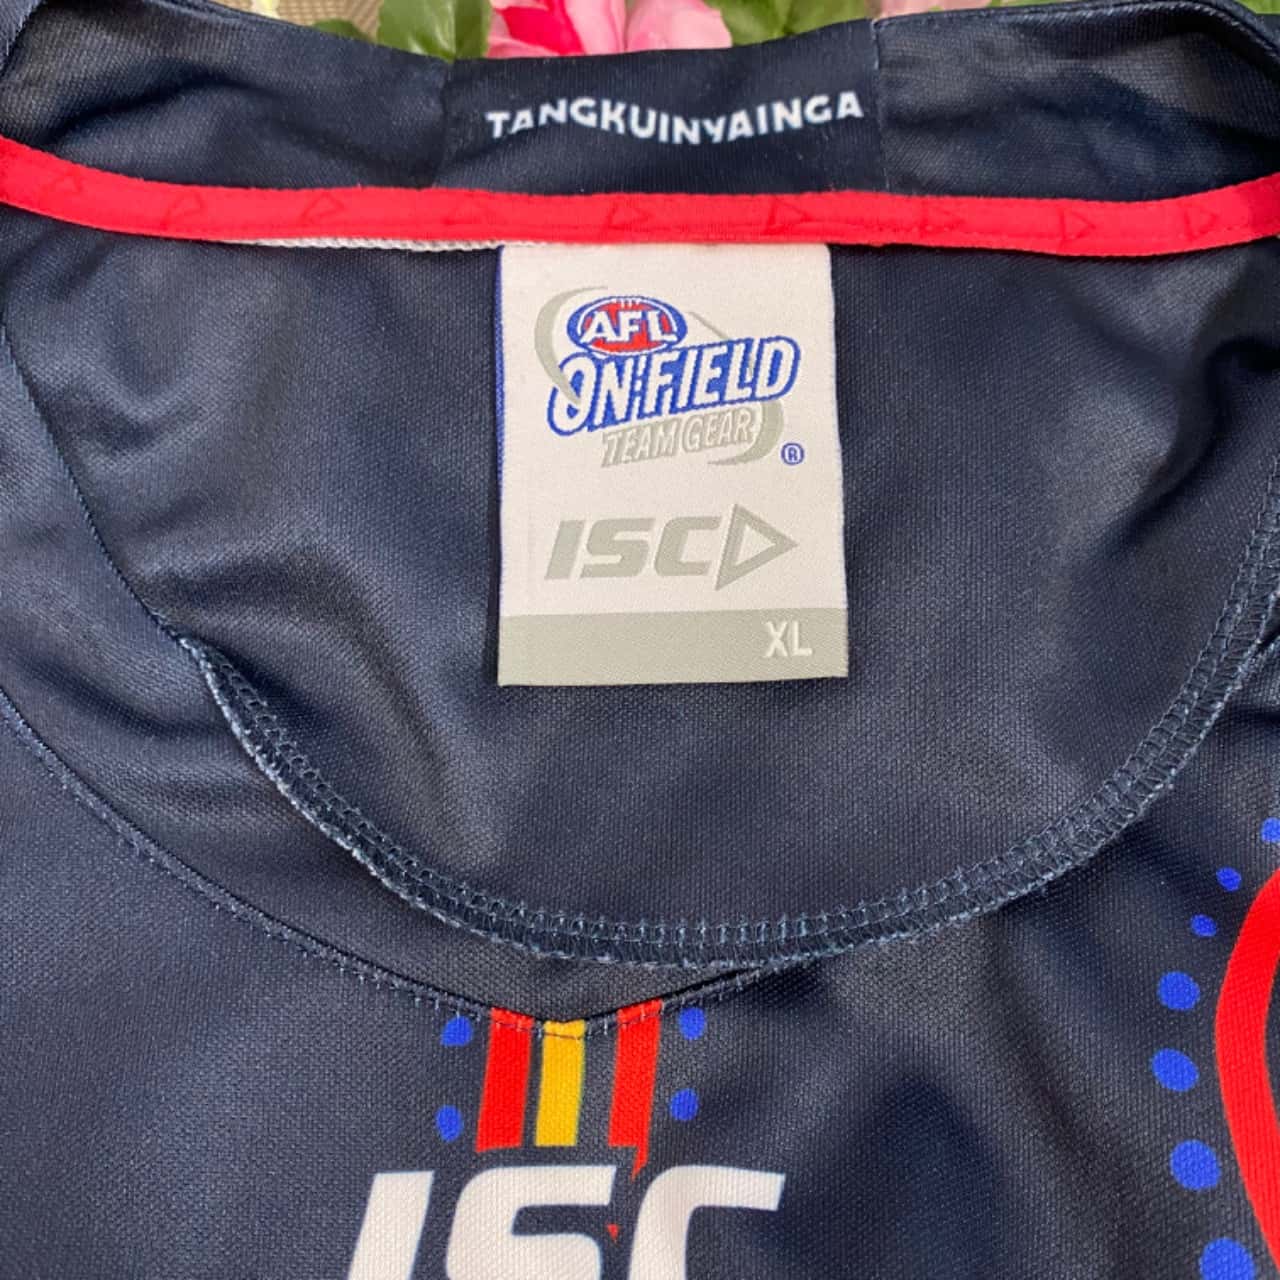 TANGKUINYAINGA
AFL
ON FIELD
TEAM GEAR
®
ISC
XL
ISC